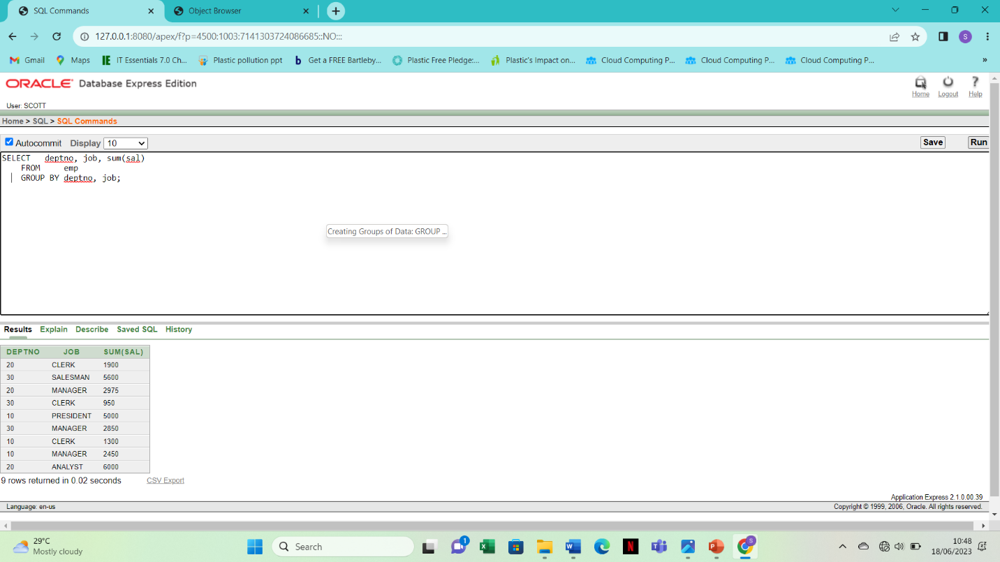 SQL Commands
Object Browser
127.0.0.1:8080/apex/f?p=4500:1003:7141303724086685::NO:::
S
Gmail
Maps
IT Essentials 7.0 Ch...
Plastic pollution ppt
Get a FREE Bartleby...
Plastic Free Pledge:...
Plastic's Impact on...
Cloud Computing P...
Cloud Computing P...
Cloud Computing P...
»
ORACLE Database Express Edition
Home
Logout
Help
User: SCOTT
Home > SQL > SQL Commands
Autocommit Display 10
Save
Run
SELECT deptno, job, sum(sal)
FROM emp
GROUP BY deptno, job;
Creating Groups of Data: GROUP ...
Results Explain Describe Saved SQL History
DEPTNO JOB SUM(SAL)
20 CLERK 1900
30 SALESMAN 5600
20 MANAGER 2975
30 CLERK 950
10 PRESIDENT 5000
30 MANAGER 2850
10 CLERK 1300
10 MANAGER 2450
20 ANALYST 6000
9 rows returned in 0.02 seconds
CSV Export
Application Express 2.1.0.00.39
Language: en-us
Copyright © 1999, 2006, Oracle. All rights reserved.
29°C
Mostly cloudy
Search
1
10:48
18/06/2023